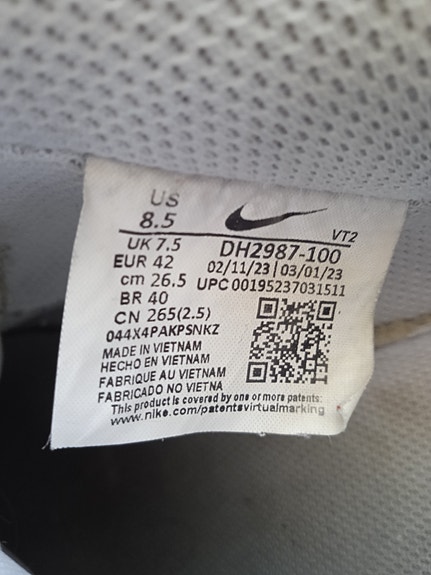 US
8.5
VT2
UK 7.5 DH2987-100
EUR 42 02/11/23 | 03/01/23
cm 26.5 UPC 00195237031511
BR 40
CN 265(2.5)
044X4PAKPSNKZ
MADE IN VIETNAM
HECHO EN VIETNAM
FABRIQUE AU VIETNAM
FABRICADO NO VIETNA
This product is covered by one or more patents:
www.nike.com/patentsvirtualmarking